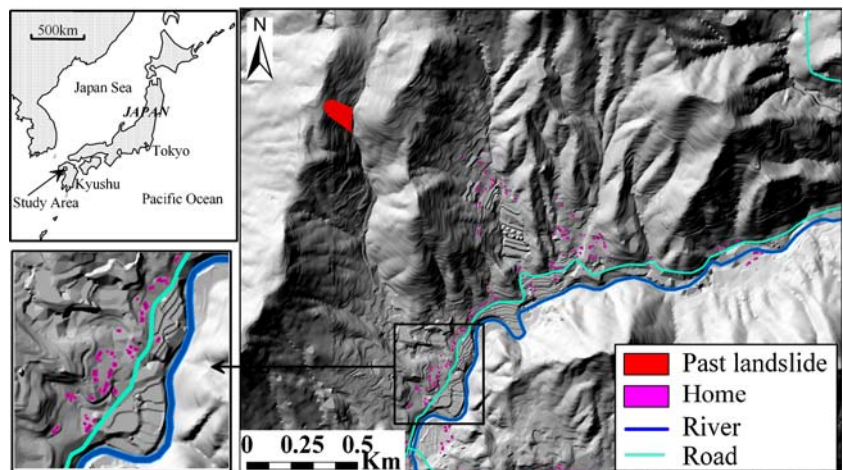 500km
Japan Sea
JAPAN
Tokyo
Kyushu
Study Area
Pacific Ocean
N
Past landslide
Home
River
Road
0 0.25 0.5
Km